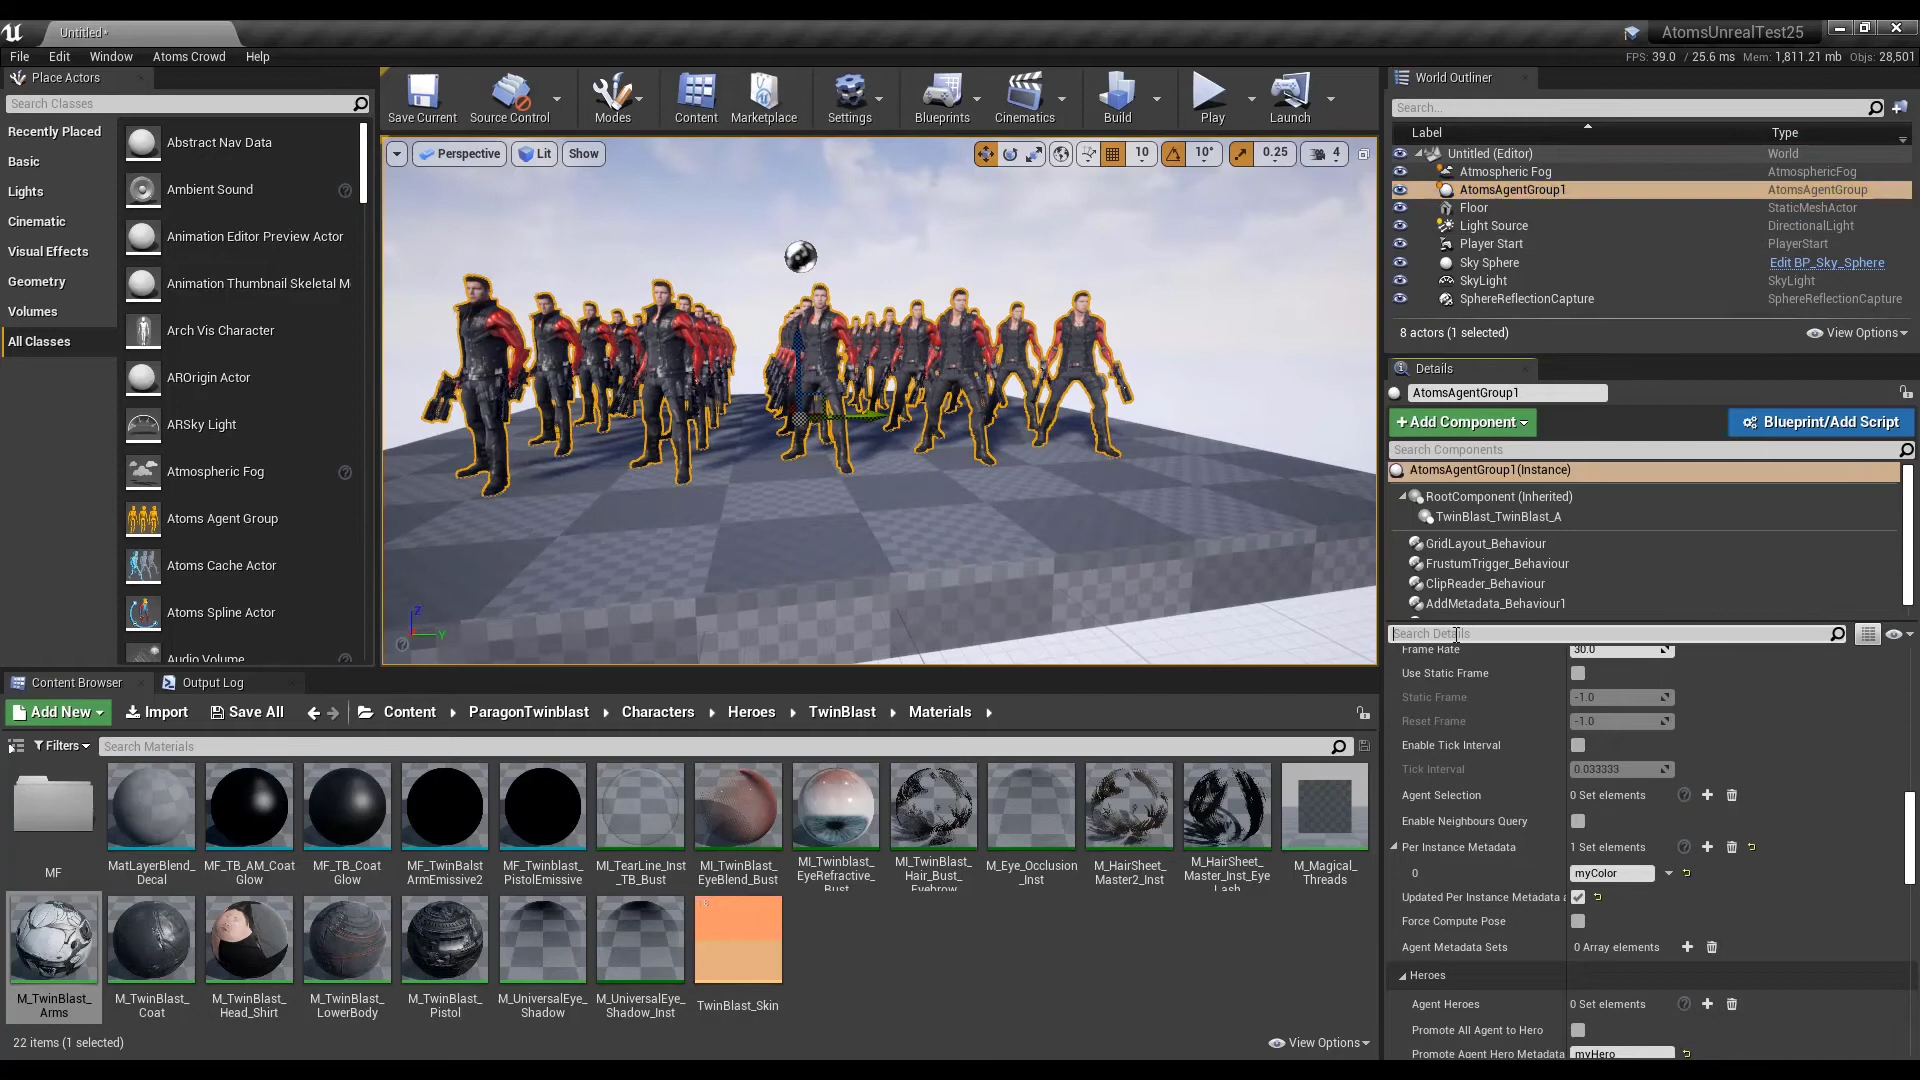 Untitled*
AtomsUnrealTest25
File Edit Window Atoms Crowd Help
FPS: 39.0 / 25.6 ms Mem: 1,811.21 mb Objs: 28,501
Place Actors
Search Classes
Recently Placed
Basic
Lights
Cinematic
Visual Effects
Geometry
Volumes
All Classes
Abstract Nav Data
Ambient Sound
Animation Editor Preview Actor
Animation Thumbnail Skeletal M
Arch Vis Character
AROrigin Actor
ARSky Light
Atmospheric Fog
Atoms Agent Group
Atoms Cache Actor
Atoms Spline Actor
Audio Volume
Save Current Source Control Modes Content Marketplace Settings Blueprints Cinematics Build Play Launch
Perspective Lit Show
10 10° 0.25 4
Z
Y
World Outliner
Search...
Label Type
Untitled (Editor) World
Atmospheric Fog AtmosphericFog
AtomsAgentGroup1 AtomsAgentGroup
Floor StaticMeshActor
Light Source DirectionalLight
Player Start PlayerStart
Sky Sphere Edit BP_Sky_Sphere
SkyLight SkyLight
SphereReflectionCapture SphereReflectionCapture
8 actors (1 selected) View Options
Details
AtomsAgentGroup1
+Add Component Blueprint/Add Script
Search Components
AtomsAgentGroup1(Instance)
RootComponent (Inherited)
TwinBlast_TwinBlast_A
GridLayout_Behaviour
FrustumTrigger_Behaviour
ClipReader_Behaviour
AddMetadata_Behaviour1
Search Details
Frame Rate 30.0
Use Static Frame
Static Frame -1.0
Reset Frame -1.0
Enable Tick Interval
Tick Interval 0.033333
Agent Selection 0 Set elements
Enable Neighbours Query
Per Instance Metadata 1 Set elements
0 myColor
Updated Per Instance Metadata a
Force Compute Pose
Agent Metadata Sets 0 Array elements
Heroes
Agent Heroes 0 Set elements
Promote All Agent to Hero
Promote Agent Hero Metadata myHero
Content Browser Output Log
Add New Import Save All Content ParagonTwinblast Characters Heroes TwinBlast Materials
Filters Search Materials
MF
MatLayerBlend_
Decal
MF_TB_AM_Coat
Glow
MF_TB_Coat
Glow
MF_TwinBalst
ArmEmissive2
MF_Twinblast_
PistolEmissive
MI_TearLine_Inst
_TB_Bust
MI_TwinBlast_
EyeBlend_Bust
MI_Twinblast_
EyeRefractive_
Bust
MI_TwinBlast_
Hair_Bust_
Eyebrow
M_Eye_Occlusion
_Inst
M_HairSheet_
Master2_Inst
M_HairSheet_
Master_Inst_Eye
Lash
M_Magical_
Threads
M_TwinBlast_
Arms
M_TwinBlast_
Coat
M_TwinBlast_
Head_Shirt
M_TwinBlast_
LowerBody
M_TwinBlast_
Pistol
M_UniversalEye_
Shadow
M_UniversalEye_
Shadow_Inst
TwinBlast_Skin
22 items (1 selected) View Options